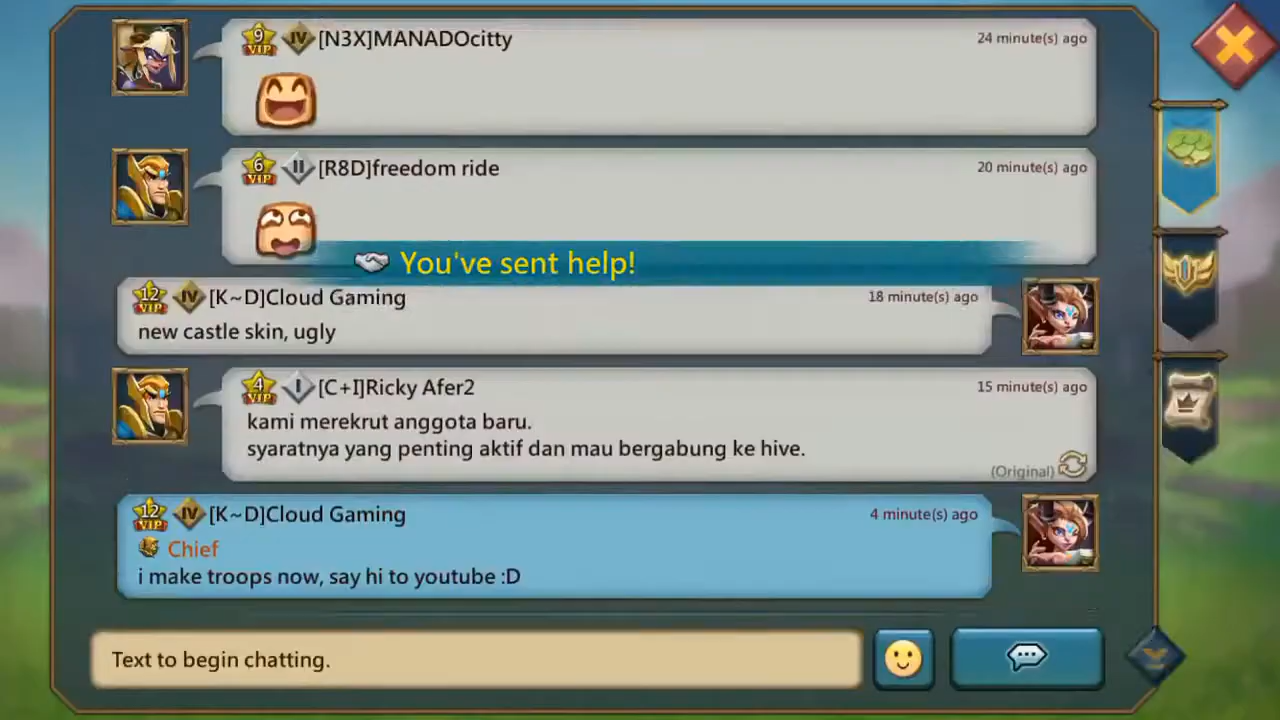 9 VIP IV [N3X]MANADOcitty 24 minute(s) ago
6 VIP II [R8D]freedom ride 20 minute(s) ago
You've sent help!
12 VIP IV [K~D]Cloud Gaming 18 minute(s) ago
new castle skin, ugly
4 VIP I [C+I]Ricky Afer2 15 minute(s) ago
kami merekrut anggota baru.
syaratnya yang penting aktif dan mau bergabung ke hive.
(Original)
12 VIP IV [K~D]Cloud Gaming 4 minute(s) ago
Chief
i make troops now, say hi to youtube :D
Text to begin chatting.